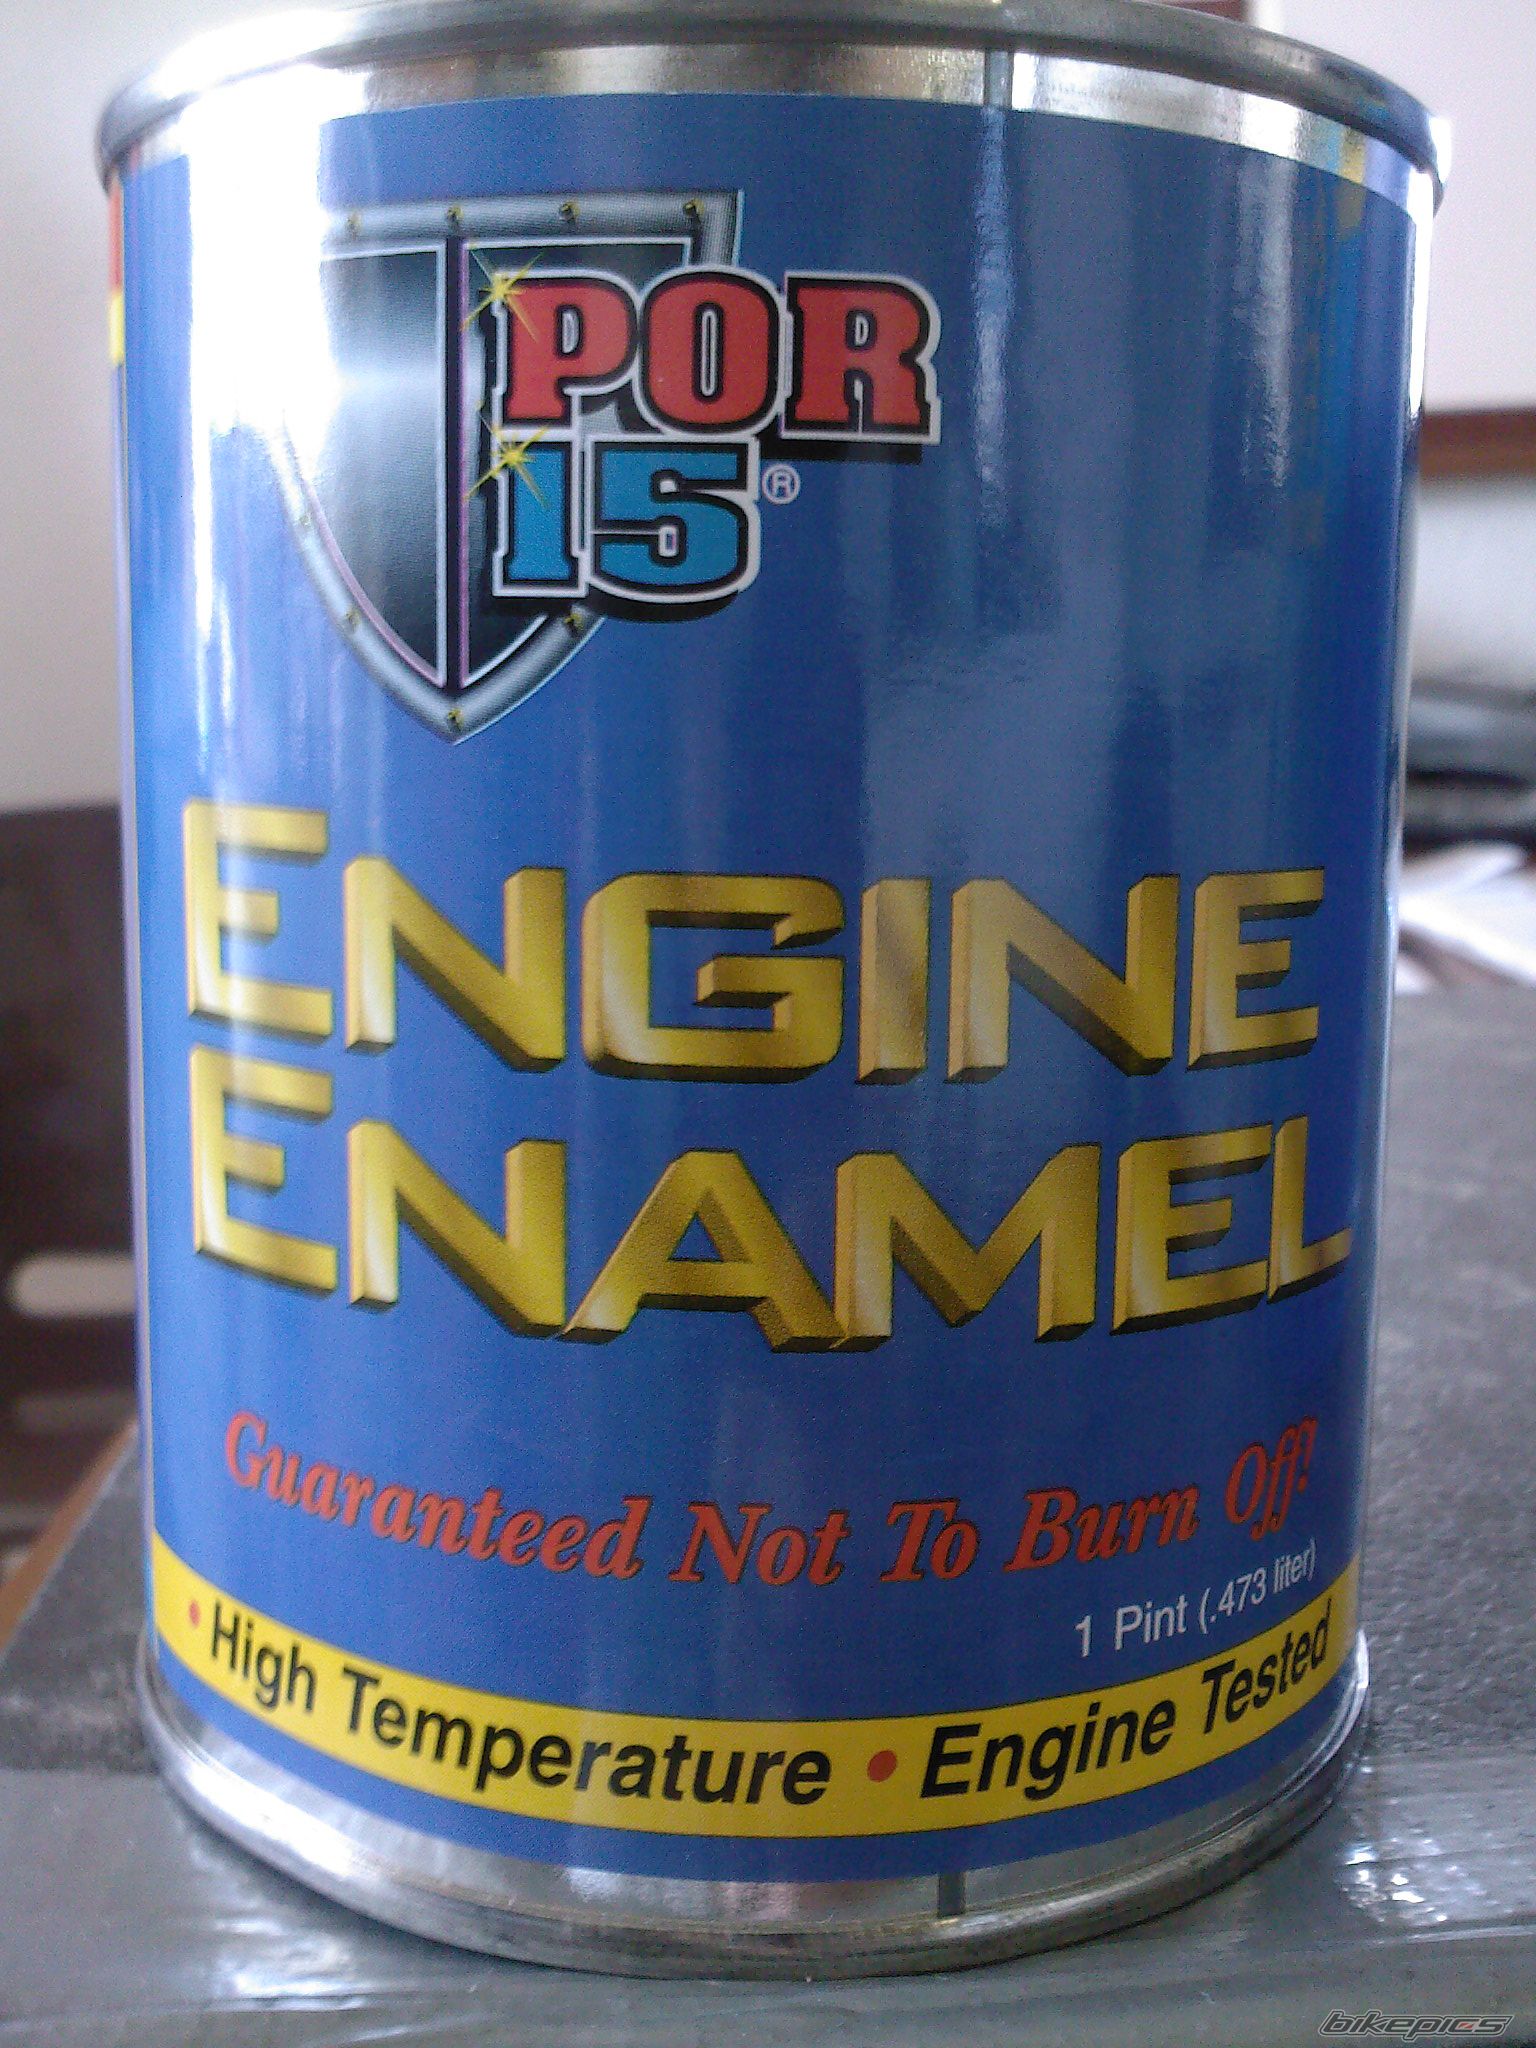 POR
15®
ENGINE
ENAMEL
Guaranteed Not To Burn Off!
1 Pint (.473 liter)
• High Temperature • Engine Tested
bikepics